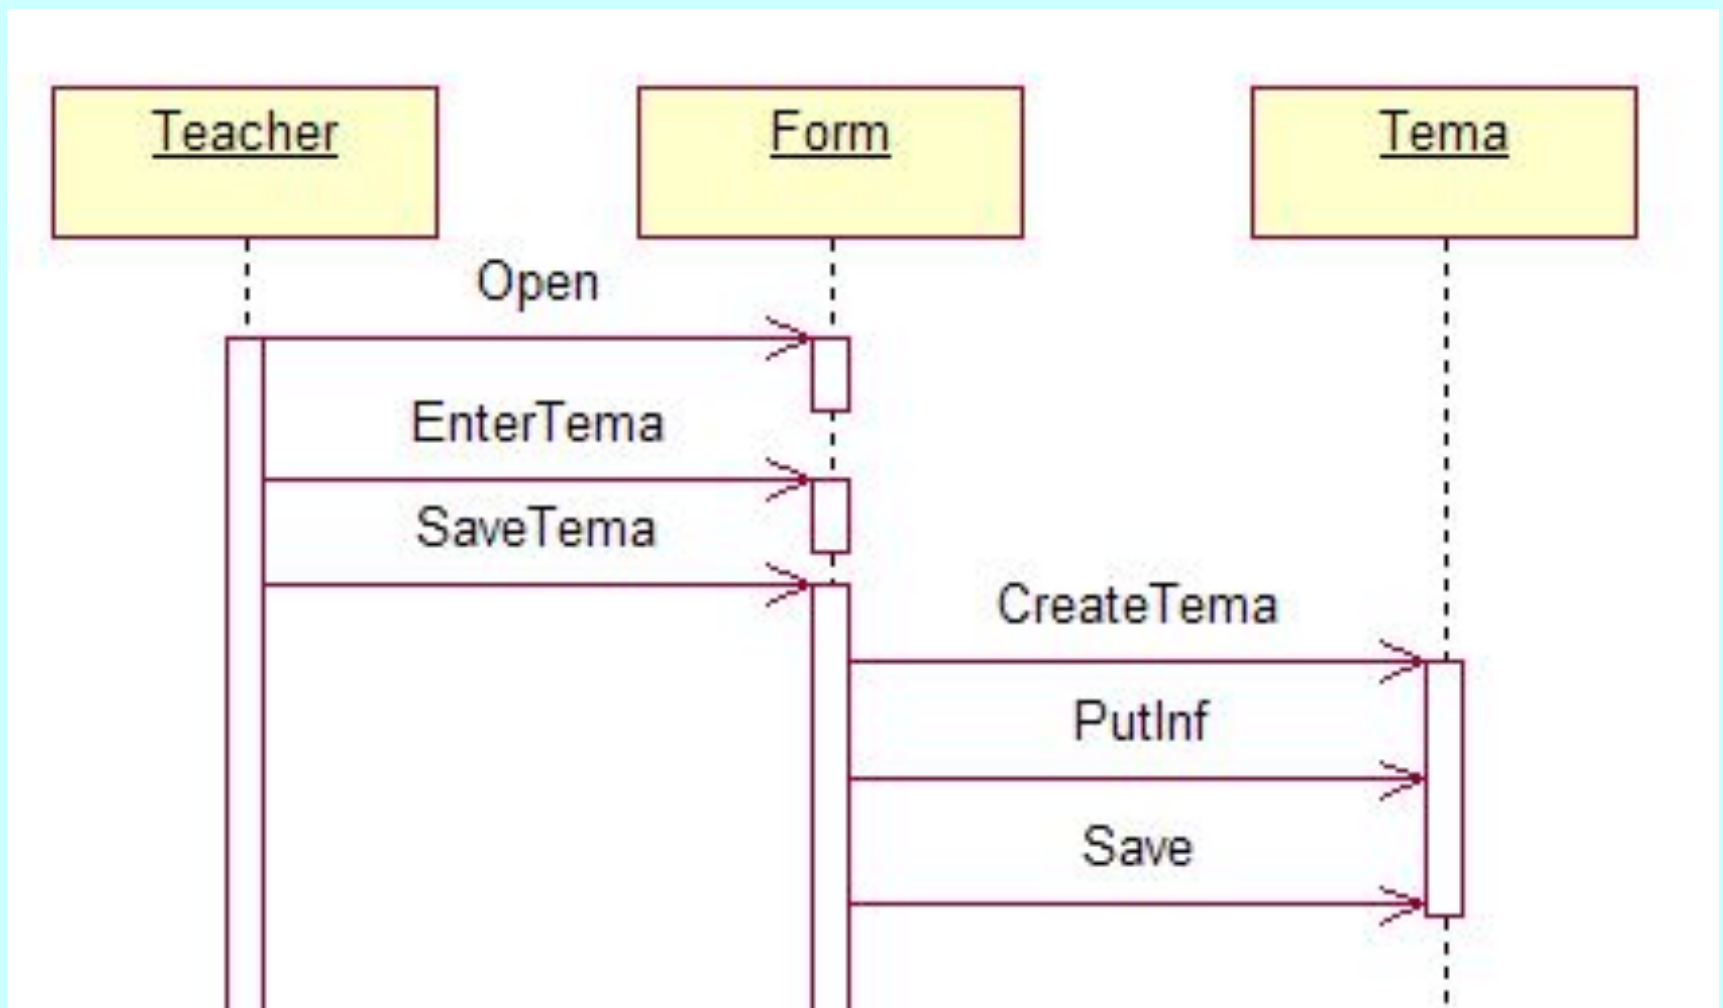 Teacher
Form
Tema
Open
EnterTema
SaveTema
CreateTema
PutInf
Save